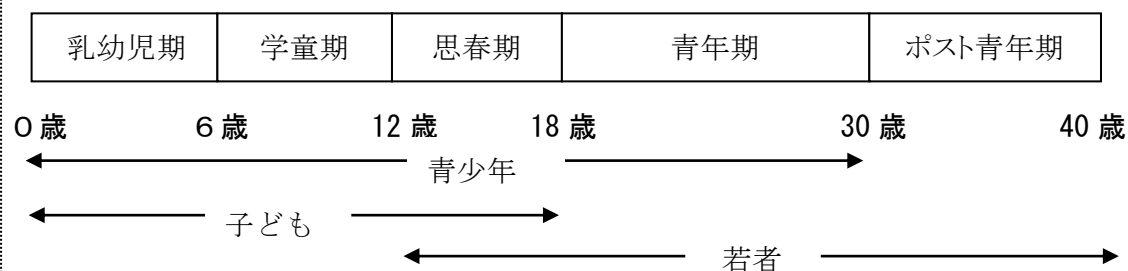 乳幼児期 学童期 思春期 青年期 ポスト青年期
０歳 ６歳 12歳 18歳 30歳 40歳
青少年
子ども
若者